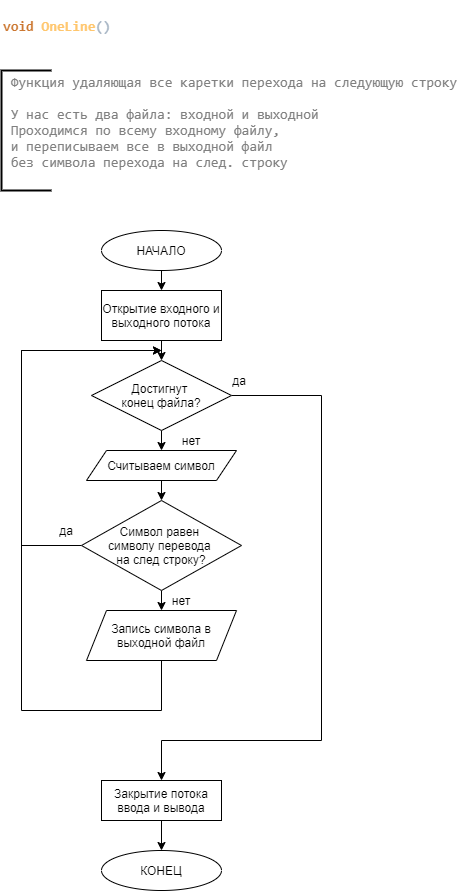 void OneLine()
Функция удаляющая все каретки перехода на следующую строку
У нас есть два файла: входной и выходной
Проходимся по всему входному файлу,
и переписываем все в выходной файл
без символа перехода на след. строку
НАЧАЛО
Открытие входного и
выходного потока
Достигнут
конец файла?
да
нет
Считываем символ
Символ равен
символу перевода
на след строку?
да
нет
Запись символа в
выходной файл
Закрытие потока
ввода и вывода
КОНЕЦ